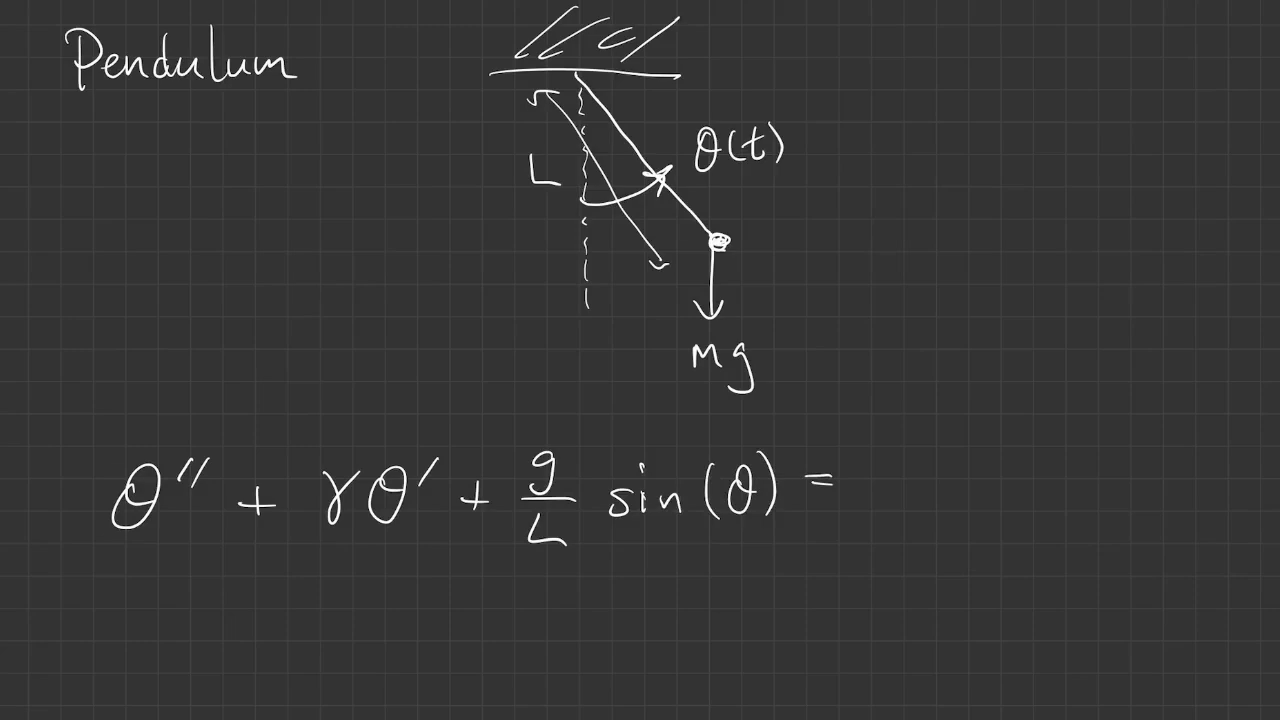 Pendulum
θ(t)
L
Mg
θ'' + γθ' + g/L sin(θ) =